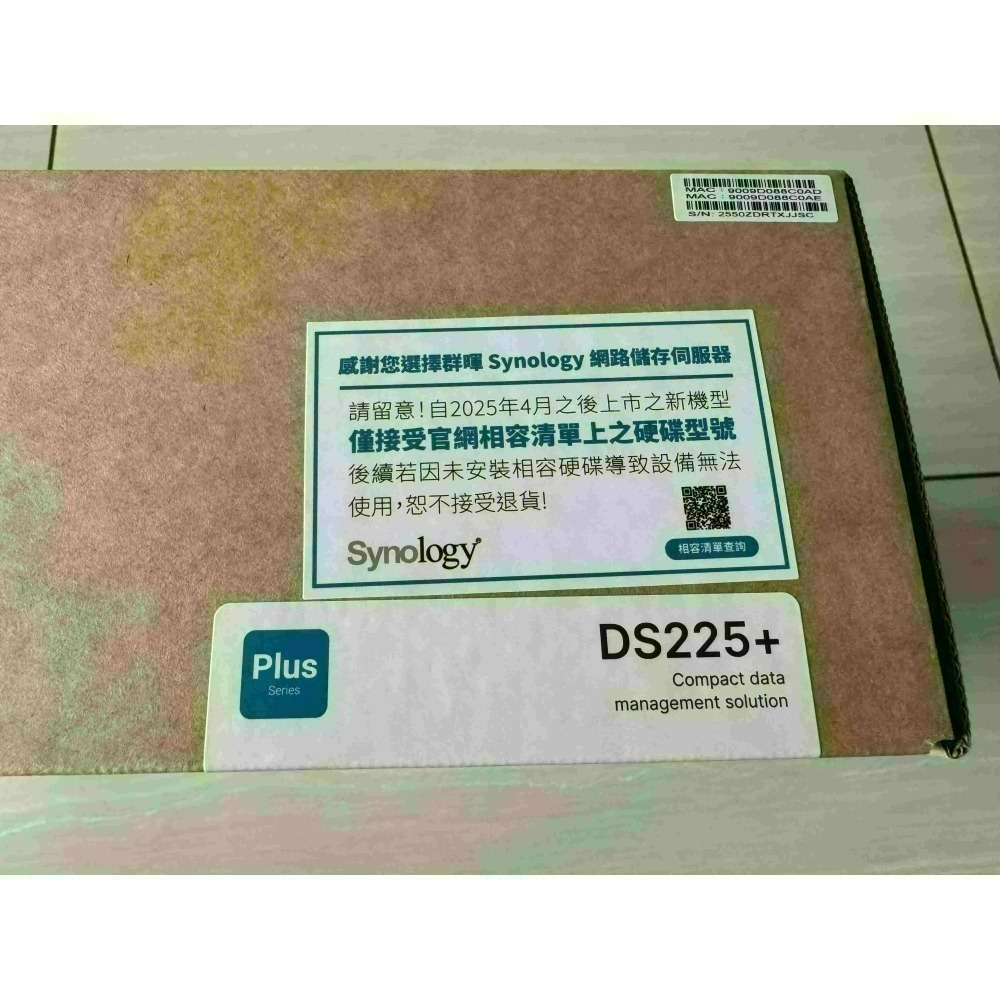 MAC : 9009D088C0AD
MAC : 9009D088C0AE
S/N: 2550ZDRTXJJSC
感謝您選擇群暉 Synology 網路儲存伺服器
請留意!自2025年4月之後上市之新機型
僅接受官網相容清單上之硬碟型號
後續若因未安裝相容硬碟導致設備無法
使用,恕不接受退貨!
Synology®
相容清單查詢
Plus
Series
DS225+
Compact data
management solution